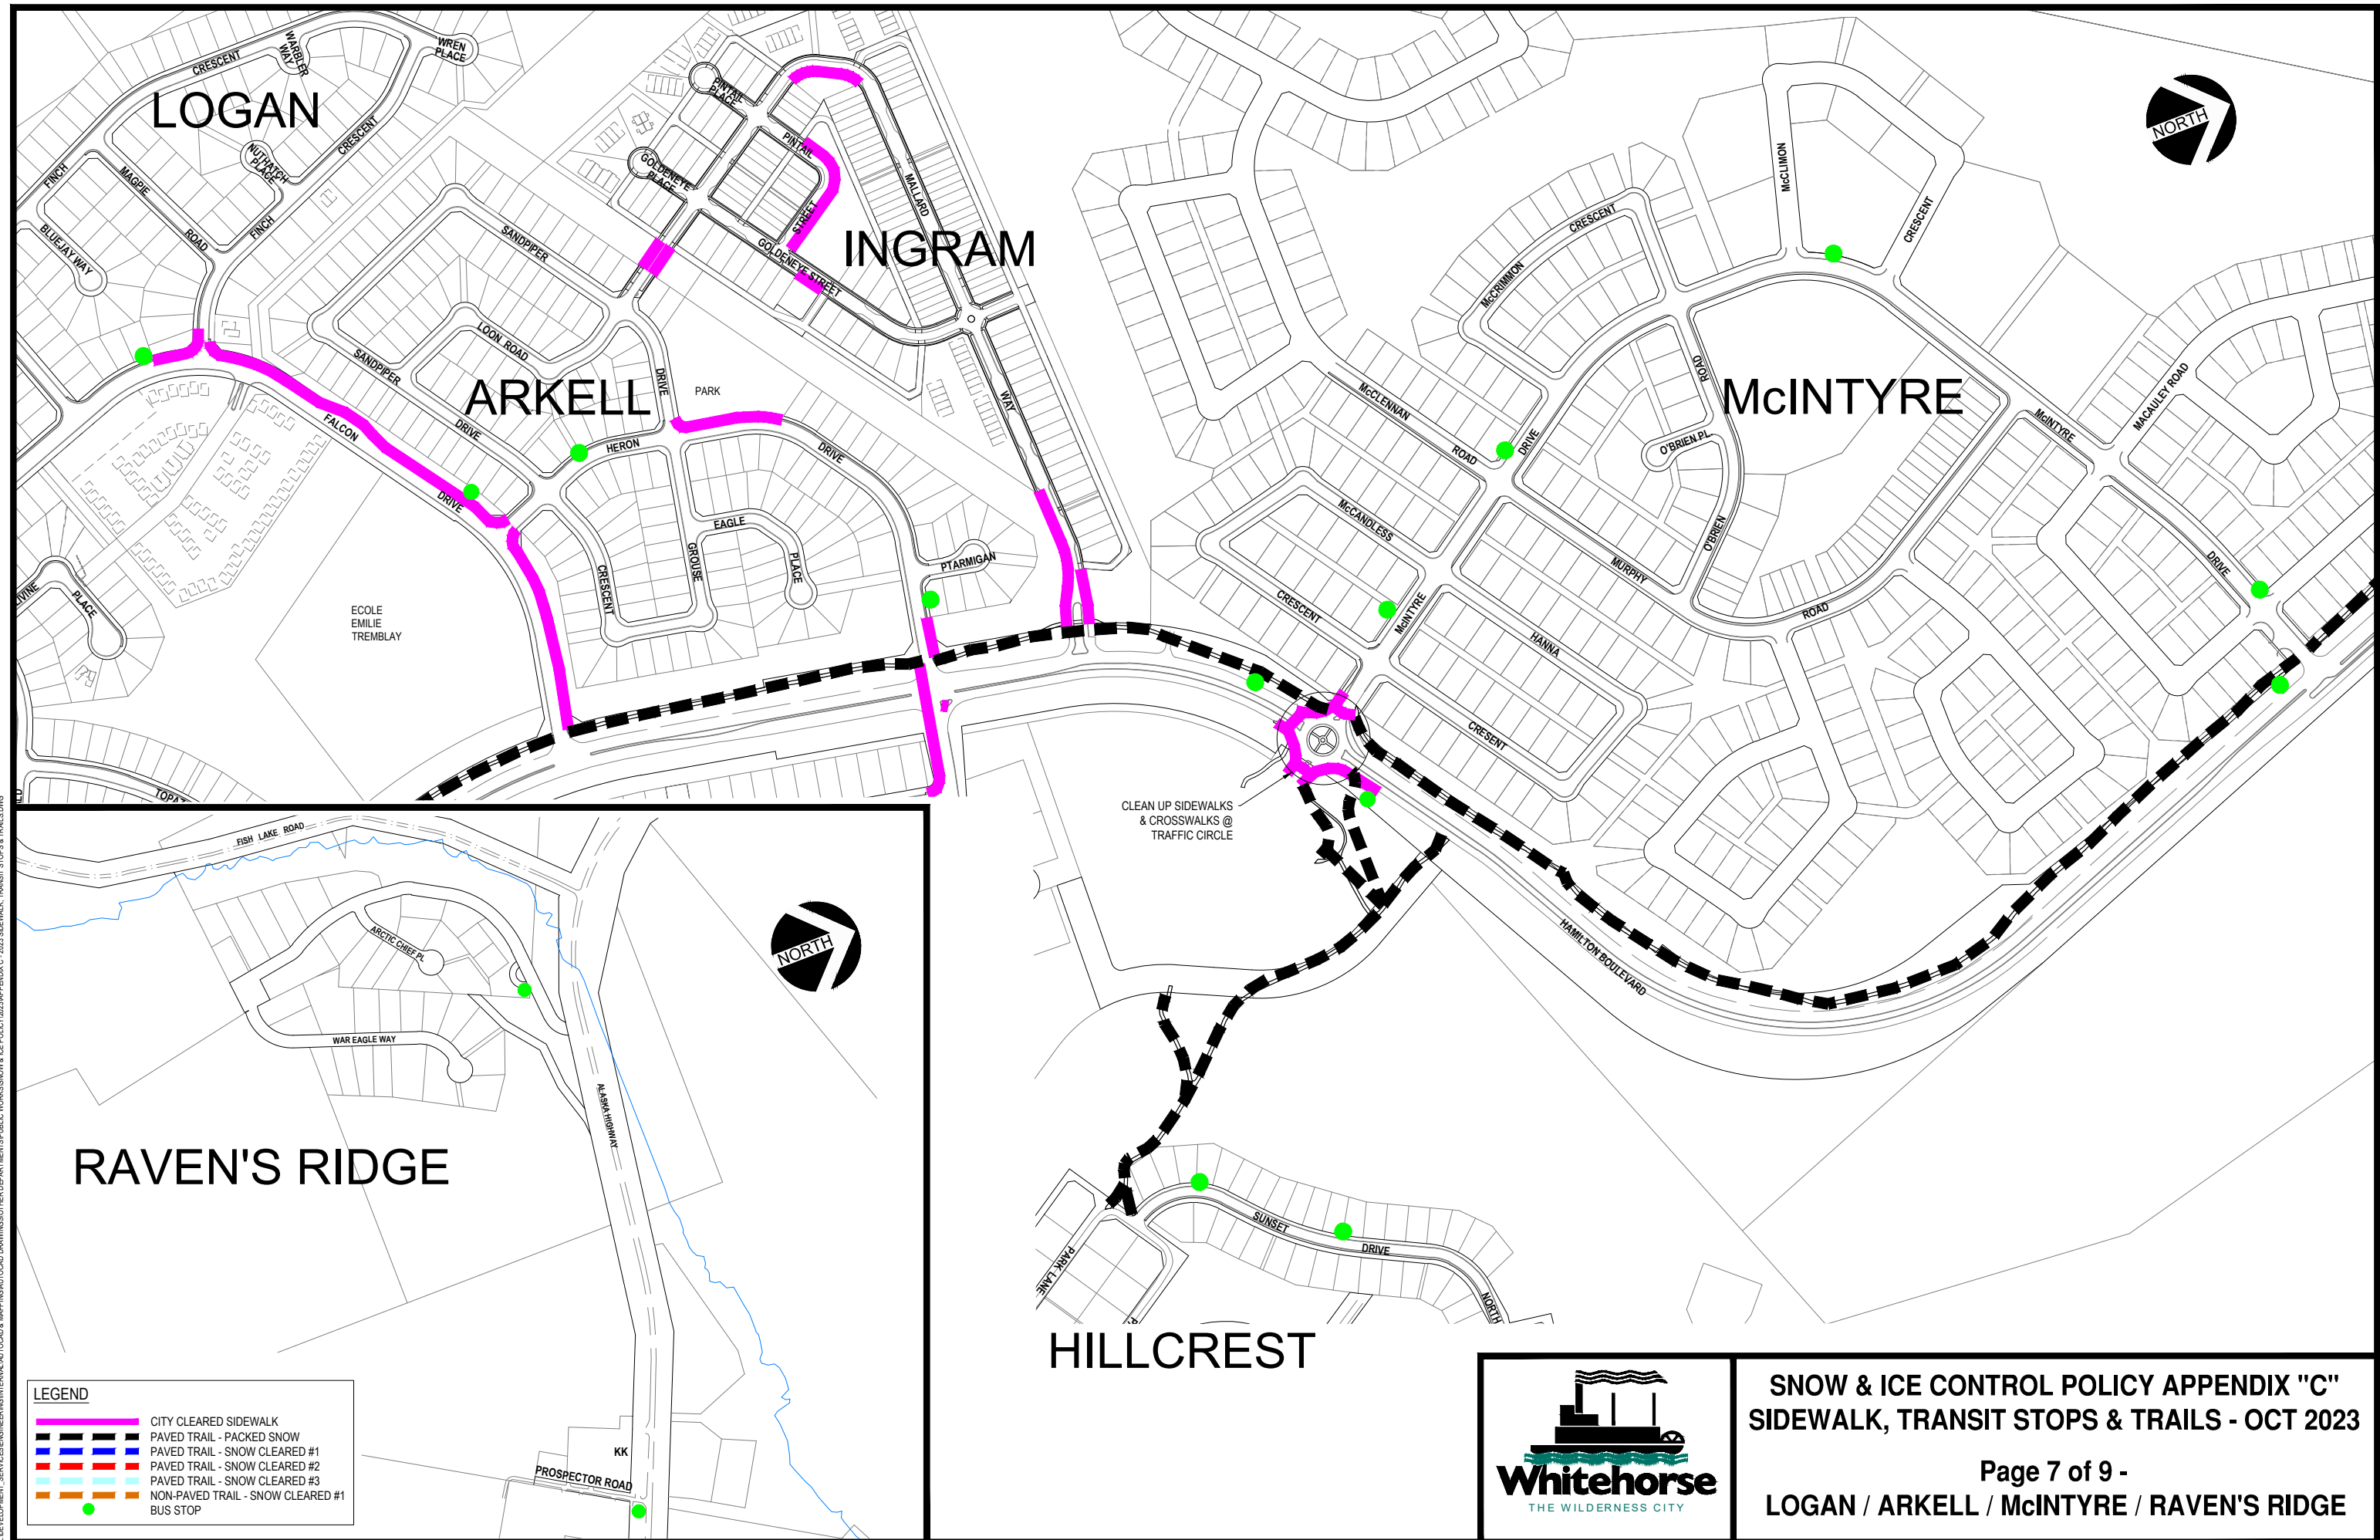 LOGAN
CRESCENT
WARBLER
WAY
WREN
PLACE
FINCH
MAGPIE
ROAD
NUTHATCH
PLACE
CRESCENT
FINCH
BLUEJAY WAY
PINTAIL
PLACE
PINTAIL
STREET
GOLDENEYE
PLACE
GOLDENEYE STREET
MALLARD
WAY
INGRAM
SANDPIPER
LOON ROAD
SANDPIPER
DRIVE
ARKELL
DRIVE
PARK
HERON
DRIVE
FALCON
DRIVE
CRESCENT
GROUSE
EAGLE
PLACE
PTARMIGAN
ECOLE
EMILIE
TREMBLAY
PLACE
NORTH
McCLIMON
CRESCENT
CRESCENT
McCRIMMON
ROAD
McINTYRE
O'BRIEN PL.
O'BRIEN
McCLENNAN
ROAD
DRIVE
McCANDLESS
CRESCENT
McINTYRE
MURPHY
ROAD
HANNA
CRESENT
McINTYRE
DRIVE
MACAULEY ROAD
CLEAN UP SIDEWALKS
& CROSSWALKS @
TRAFFIC CIRCLE
HAMILTON BOULEVARD
SUNSET
DRIVE
NORTH
PARK LANE
HILLCREST
FISH LAKE ROAD
ARCTIC CHIEF PL
WAR EAGLE WAY
ALASKA HIGHWAY
NORTH
RAVEN'S RIDGE
KK
PROSPECTOR ROAD
LEGEND
CITY CLEARED SIDEWALK
PAVED TRAIL - PACKED SNOW
PAVED TRAIL - SNOW CLEARED #1
PAVED TRAIL - SNOW CLEARED #2
PAVED TRAIL - SNOW CLEARED #3
NON-PAVED TRAIL - SNOW CLEARED #1
BUS STOP
Whitehorse
THE WILDERNESS CITY
SNOW & ICE CONTROL POLICY APPENDIX "C"
SIDEWALK, TRANSIT STOPS & TRAILS - OCT 2023
Page 7 of 9 -
LOGAN / ARKELL / McINTYRE / RAVEN'S RIDGE